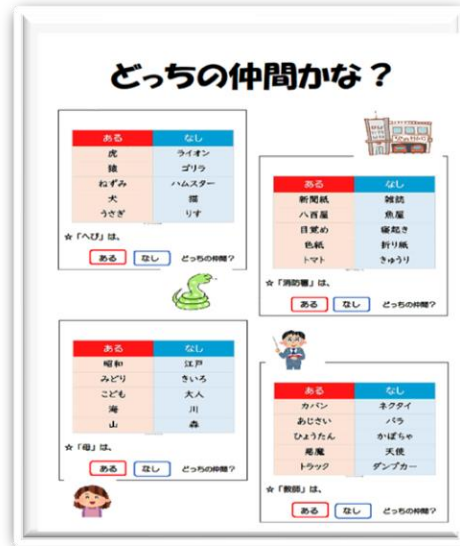 どっちの仲間かな？
ある なし
虎 ライオン
猿 ゴリラ
ねずみ ハムスター
犬 猫
うさぎ りす
☆「へび」は、
ある なし どっちの仲間？
ある なし
新聞紙 雑誌
八百屋 魚屋
目覚め 寝起き
色紙 折り紙
トマト きゅうり
☆「消防署」は、
ある なし どっちの仲間？
ある なし
昭和 江戸
みどり きいろ
こども 大人
海 川
山 森
☆「母」は、
ある なし どっちの仲間？
ある なし
カバン ネクタイ
あじさい バラ
ひょうたん かぼちゃ
悪魔 天使
トラック ダンプカー
☆「教師」は、
ある なし どっちの仲間？